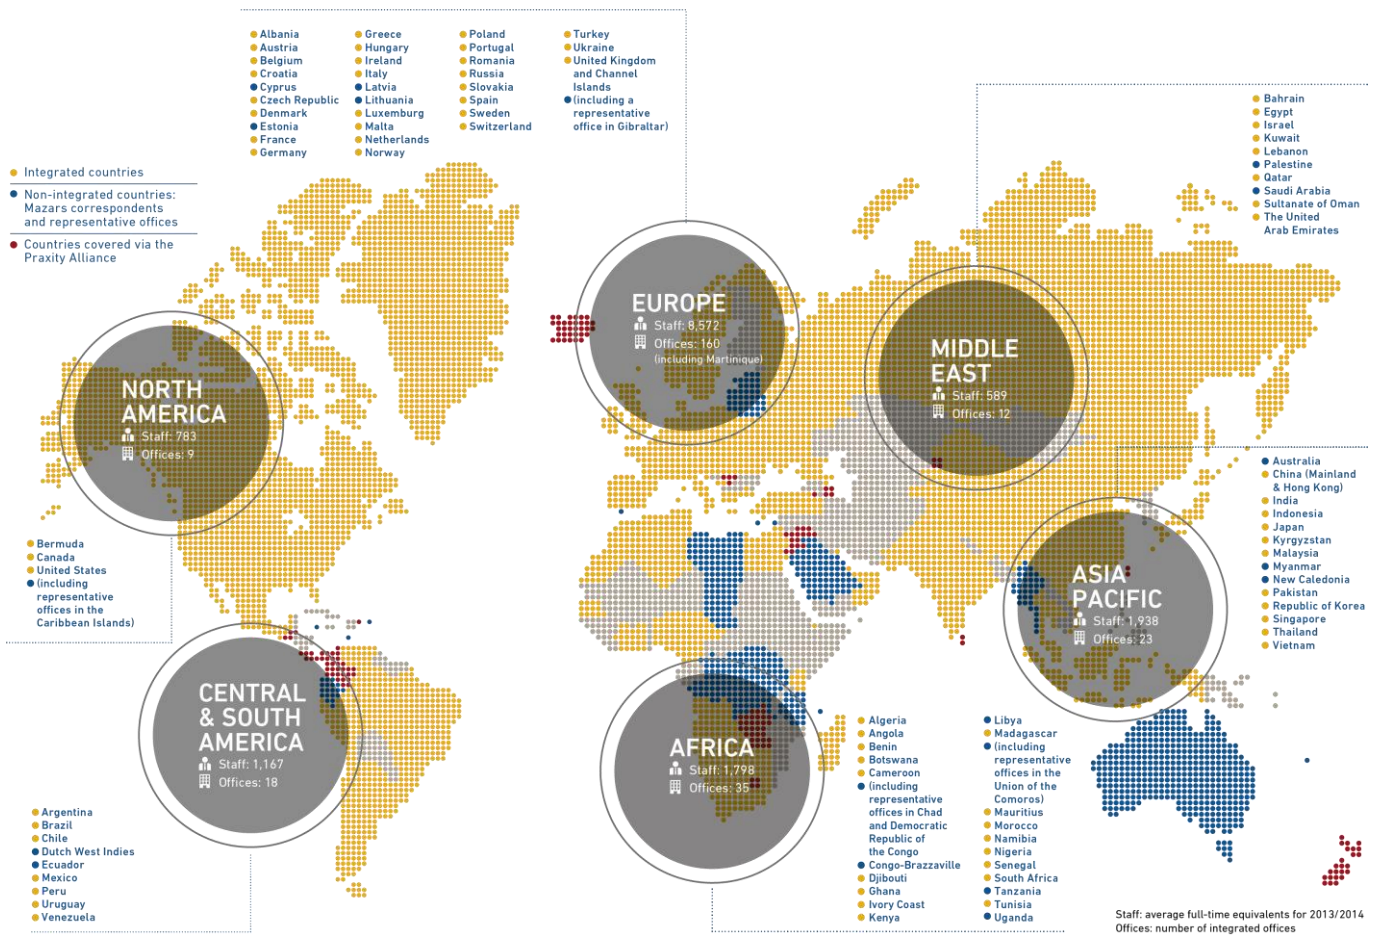 Albania
Austria
Belgium
Croatia
Cyprus
Czech Republic
Denmark
Estonia
France
Germany
Greece
Hungary
Ireland
Italy
Latvia
Lithuania
Luxemburg
Malta
Netherlands
Norway
Poland
Portugal
Romania
Russia
Slovakia
Spain
Sweden
Switzerland
Turkey
Ukraine
United Kingdom
and Channel
Islands
(including a
representative
office in Gibraltar)
Bahrain
Egypt
Israel
Kuwait
Lebanon
Palestine
Qatar
Saudi Arabia
Sultanate of Oman
The United
Arab Emirates
Integrated countries
Non-integrated countries:
Mazars correspondents
and representative offices
Countries covered via the
Praxity Alliance
EUROPE
Staff: 8,572
Offices: 160
(including Martinique)
MIDDLE
EAST
Staff: 589
Offices: 12
NORTH
AMERICA
Staff: 783
Offices: 9
Bermuda
Canada
United States
(including
representative
offices in the
Caribbean Islands)
Australia
China (Mainland
& Hong Kong)
India
Indonesia
Japan
Kyrgyzstan
Malaysia
Myanmar
New Caledonia
Pakistan
Republic of Korea
Singapore
Thailand
Vietnam
ASIA
PACIFIC
Staff: 1,938
Offices: 23
CENTRAL
& SOUTH
AMERICA
Staff: 1,167
Offices: 18
AFRICA
Staff: 1,798
Offices: 35
Argentina
Brazil
Chile
Dutch West Indies
Ecuador
Mexico
Peru
Uruguay
Venezuela
Algeria
Angola
Benin
Botswana
Cameroon
(including
representative
offices in Chad
and Democratic
Republic of
the Congo
Congo-Brazzaville
Djibouti
Ghana
Ivory Coast
Kenya
Libya
Madagascar
(including
representative
offices in the
Union of the
Comoros)
Mauritius
Morocco
Namibia
Nigeria
Senegal
South Africa
Tanzania
Tunisia
Uganda
Staff: average full-time equivalents for 2013/2014
Offices: number of integrated offices